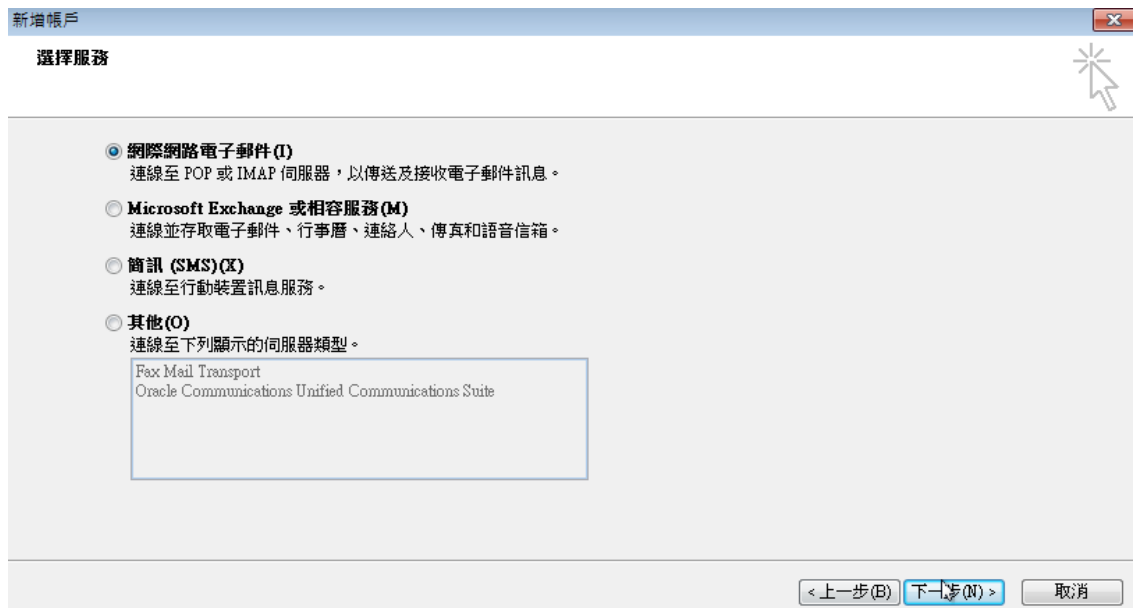 新增帳戶
選擇服務
網際網路電子郵件(I)
連線至 POP 或 IMAP 伺服器，以傳送及接收電子郵件訊息。
Microsoft Exchange 或相容服務(M)
連線並存取電子郵件、行事曆、連絡人、傳真和語音信箱。
簡訊 (SMS)(X)
連線至行動裝置訊息服務。
其他(O)
連線至下列顯示的伺服器類型。
Fax Mail Transport
Oracle Communications Unified Communications Suite
< 上一步(B) 下一步(N) > 取消